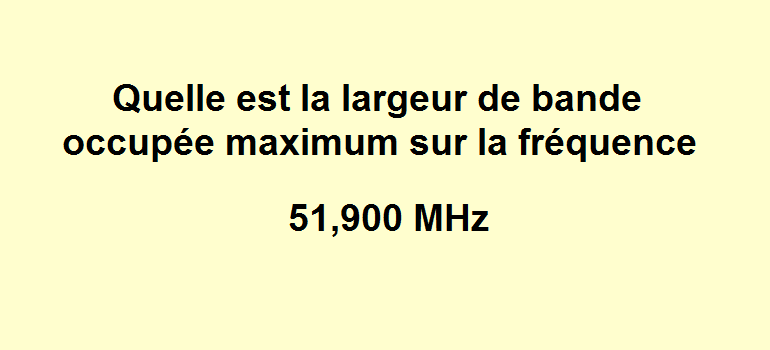 Quelle est la largeur de bande
occupée maximum sur la fréquence
51,900 MHz